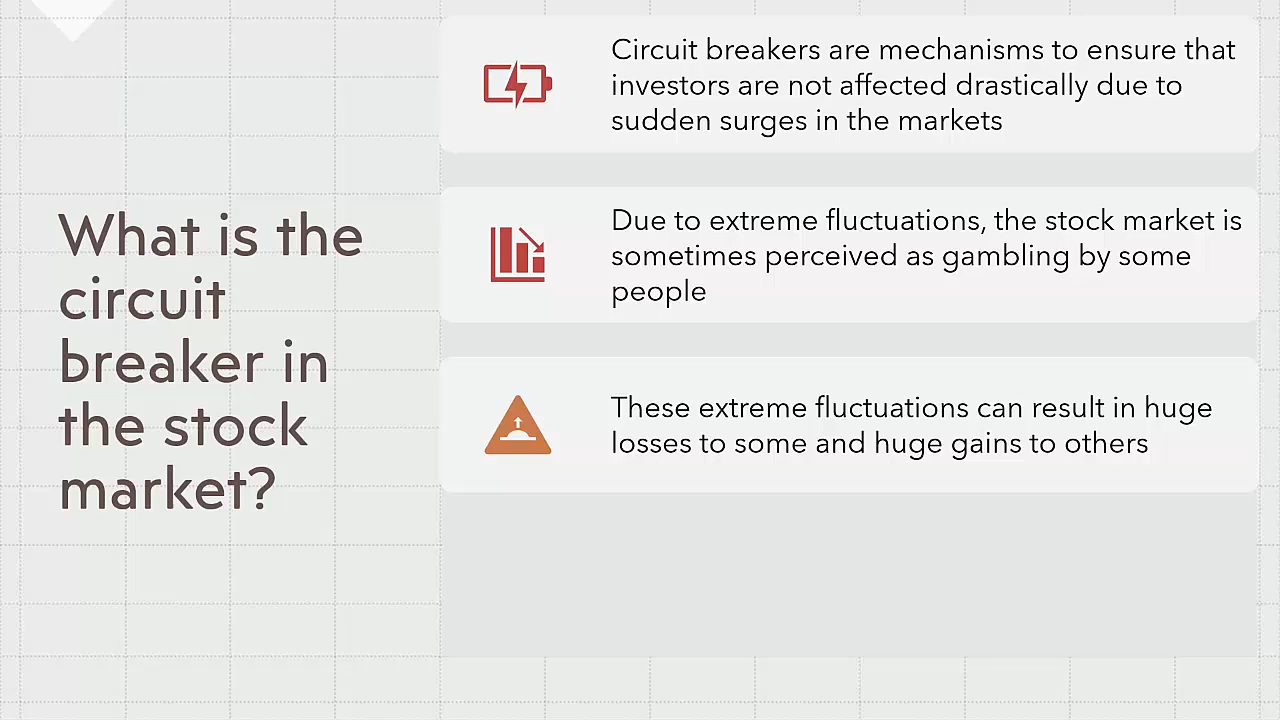 What is the
circuit
breaker in
the stock
market?
Circuit breakers are mechanisms to ensure that
investors are not affected drastically due to
sudden surges in the markets
Due to extreme fluctuations, the stock market is
sometimes perceived as gambling by some
people
These extreme fluctuations can result in huge
losses to some and huge gains to others